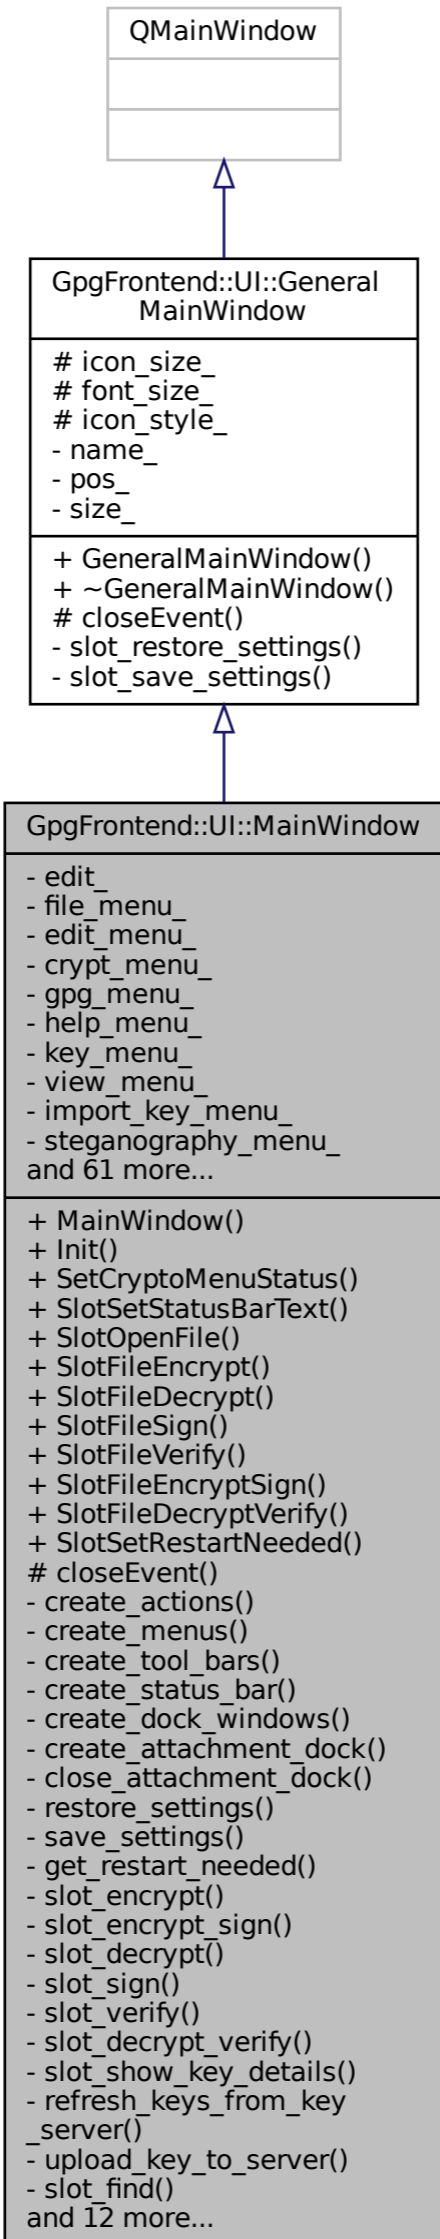 QMainWindow
GpgFrontend::UI::General
MainWindow
# icon_size_
# font_size_
# icon_style_
- name_
- pos_
- size_
+ GeneralMainWindow()
+ ~GeneralMainWindow()
# closeEvent()
- slot_restore_settings()
- slot_save_settings()
GpgFrontend::UI::MainWindow
- edit_
- file_menu_
- edit_menu_
- crypt_menu_
- gpg_menu_
- help_menu_
- key_menu_
- view_menu_
- import_key_menu_
- steganography_menu_
and 61 more...
+ MainWindow()
+ Init()
+ SetCryptoMenuStatus()
+ SlotSetStatusBarText()
+ SlotOpenFile()
+ SlotFileEncrypt()
+ SlotFileDecrypt()
+ SlotFileSign()
+ SlotFileVerify()
+ SlotFileEncryptSign()
+ SlotFileDecryptVerify()
+ SlotSetRestartNeeded()
# closeEvent()
- create_actions()
- create_menus()
- create_tool_bars()
- create_status_bar()
- create_dock_windows()
- create_attachment_dock()
- close_attachment_dock()
- restore_settings()
- save_settings()
- get_restart_needed()
- slot_encrypt()
- slot_encrypt_sign()
- slot_decrypt()
- slot_sign()
- slot_verify()
- slot_decrypt_verify()
- slot_show_key_details()
- refresh_keys_from_key
_server()
- upload_key_to_server()
- slot_find()
and 12 more...